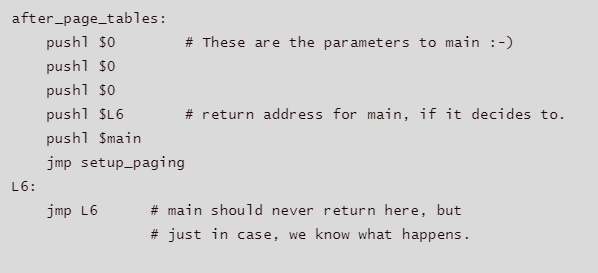 after_page_tables:
    pushl $0        # These are the parameters to main :-)
    pushl $0
    pushl $0
    pushl $L6       # return address for main, if it decides to.
    pushl $main
    jmp setup_paging
L6:
    jmp L6      # main should never return here, but
                # just in case, we know what happens.